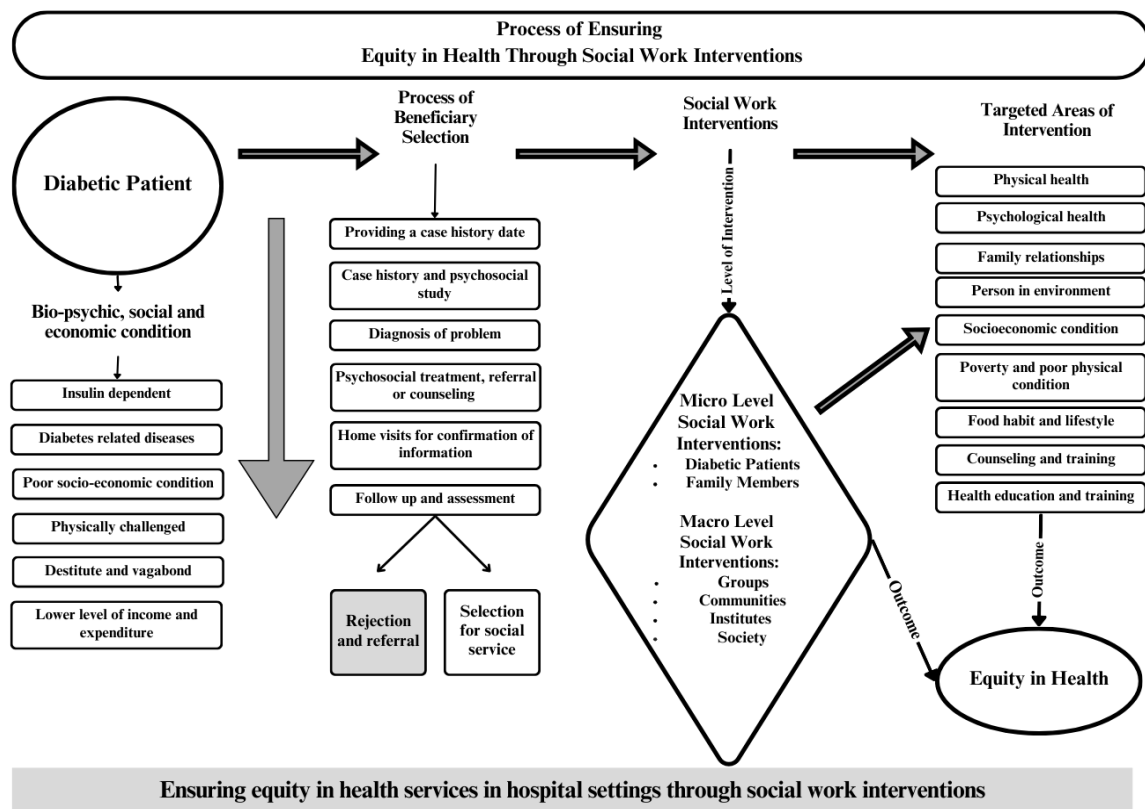 Process of Ensuring
Equity in Health Through Social Work Interventions
Diabetic Patient
Bio-psychic, social and
economic condition
Insulin dependent
Diabetes related diseases
Poor socio-economic condition
Physically challenged
Destitute and vagabond
Lower level of income and
expenditure
Process of
Beneficiary
Selection
Providing a case history date
Case history and psychosocial
study
Diagnosis of problem
Psychosocial treatment, referral
or counseling
Home visits for confirmation of
information
Follow up and assessment
Rejection
and referral
Selection
for social
service
Social Work
Interventions
Level of Intervention
Micro Level
Social Work
Interventions:
• Diabetic Patients
• Family Members
Macro Level
Social Work
Interventions:
• Groups
• Communities
• Institutes
• Society
Targeted Areas of
Intervention
Physical health
Psychological health
Family relationships
Person in environment
Socioeconomic condition
Poverty and poor physical
condition
Food habit and lifestyle
Counseling and training
Health education and training
Outcome
Outcome
Equity in Health
Ensuring equity in health services in hospital settings through social work interventions